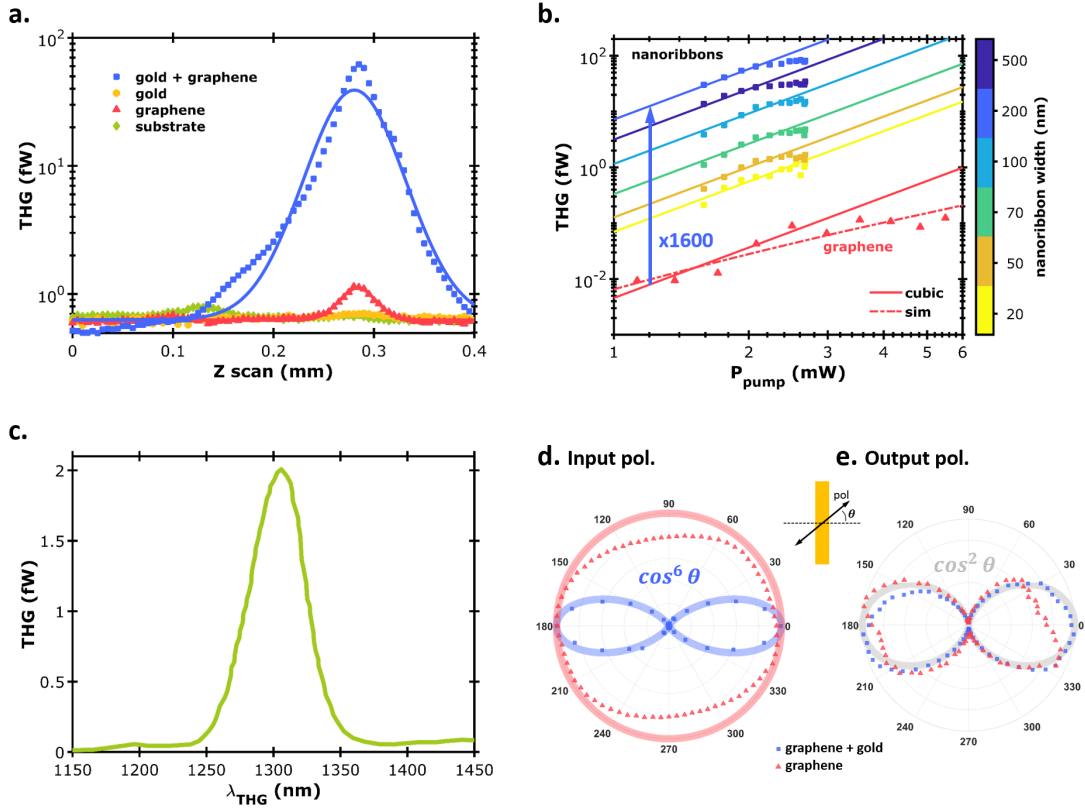 a.
10²
10¹
10⁰
THG (fW)
gold + graphene
gold
graphene
substrate
0 0.1 0.2 0.3 0.4
Z scan (mm)
b.
nanoribbons
10²
10⁰
10⁻²
THG (fW)
x1600
graphene
cubic
sim
1 2 3 4 5 6
P_pump (mW)
500
200
100
70
50
20
nanoribbon width (nm)
c.
2
1.5
1
0.5
0
THG (fW)
1150 1200 1250 1300 1350 1400 1450
λ_THG (nm)
d. Input pol.
90
120 60
150
cos⁶ θ
180 0
210 330
240 300
270
pol
θ
e. Output pol.
90
120 60
150 30
cos² θ
180 0
210 330
240 300
270
graphene + gold
graphene